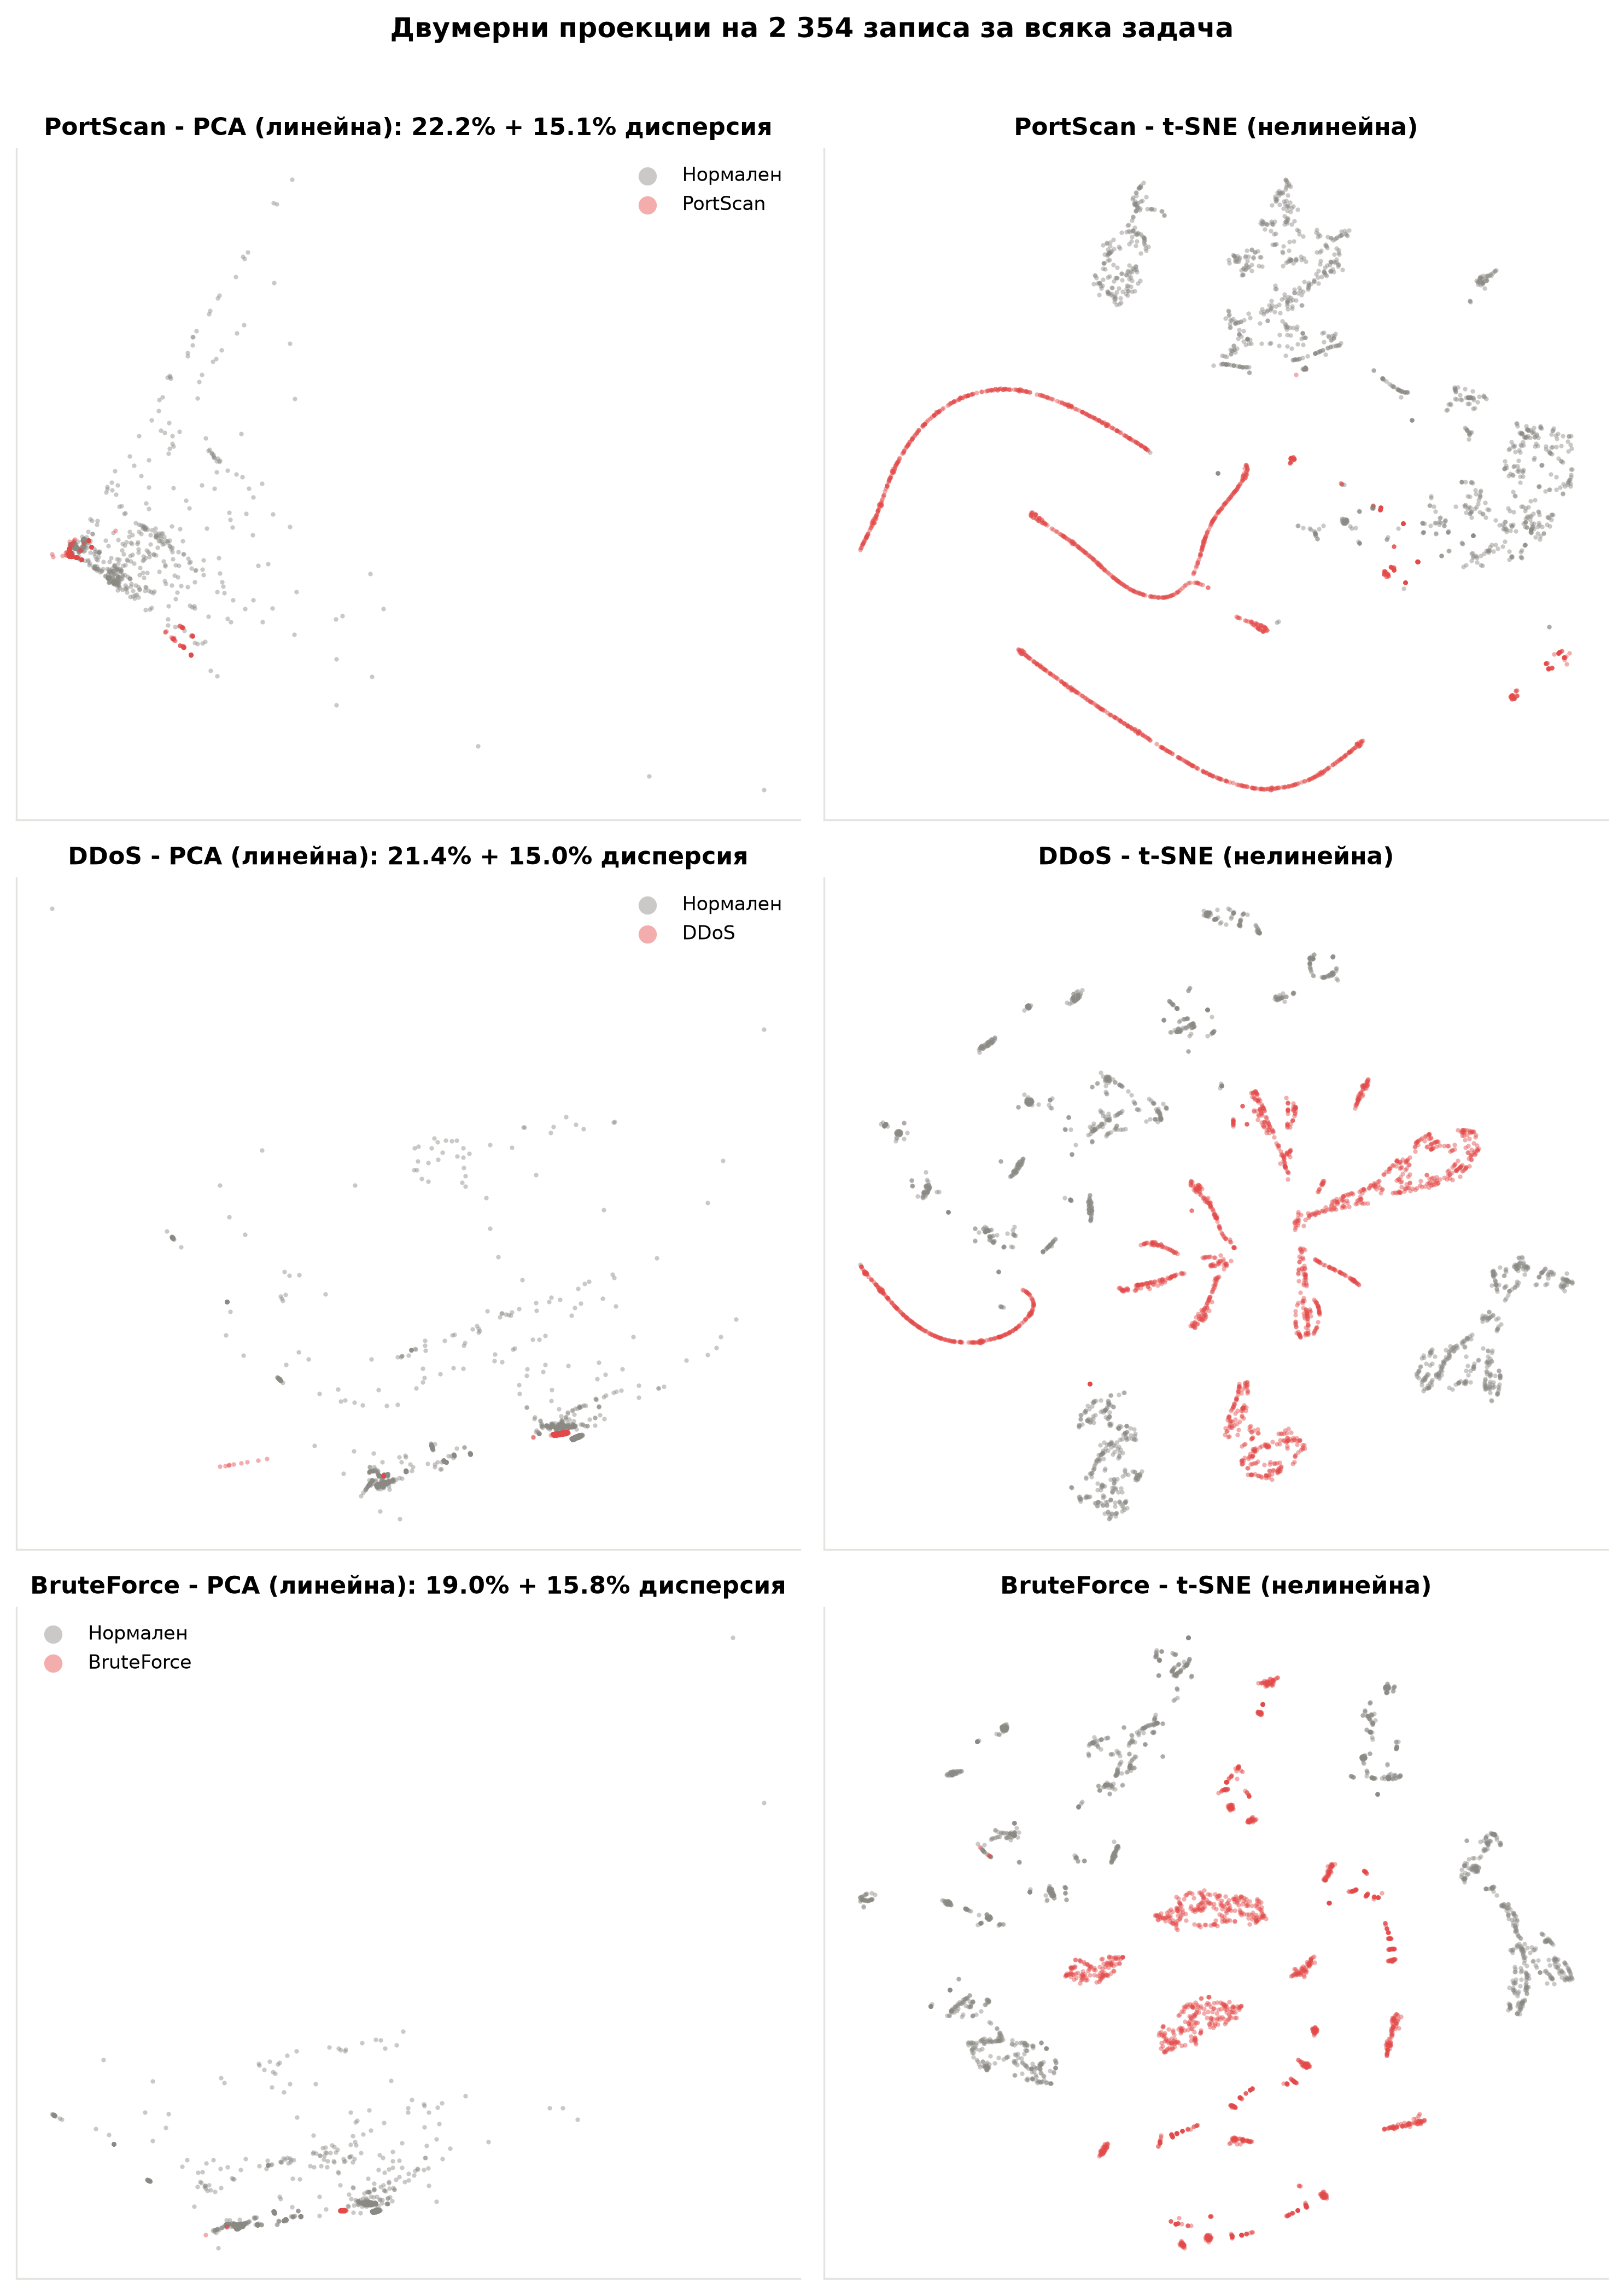 Двумерни проекции на 2 354 записа за всяка задача
PortScan - PCA (линейна): 22.2% + 15.1% дисперсия
Нормален
PortScan
PortScan - t-SNE (нелинейна)
DDoS - PCA (линейна): 21.4% + 15.0% дисперсия
Нормален
DDoS
DDoS - t-SNE (нелинейна)
BruteForce - PCA (линейна): 19.0% + 15.8% дисперсия
Нормален
BruteForce
BruteForce - t-SNE (нелинейна)